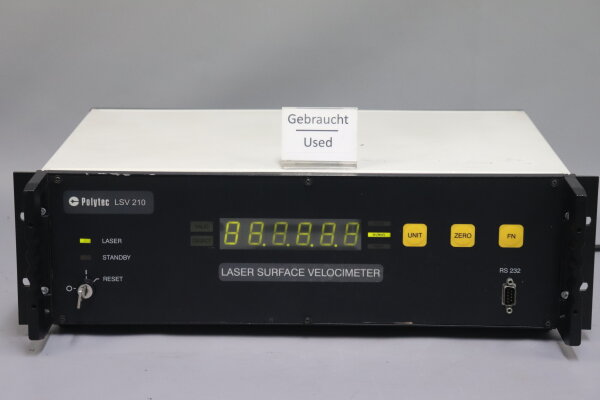 Gebraucht
Used
Polytec LSV 210
LASER
STANDBY
RESET
I
O
88.8.8.8.8
UNIT
ZERO
FN
LASER SURFACE VELOCIMETER
RS 232